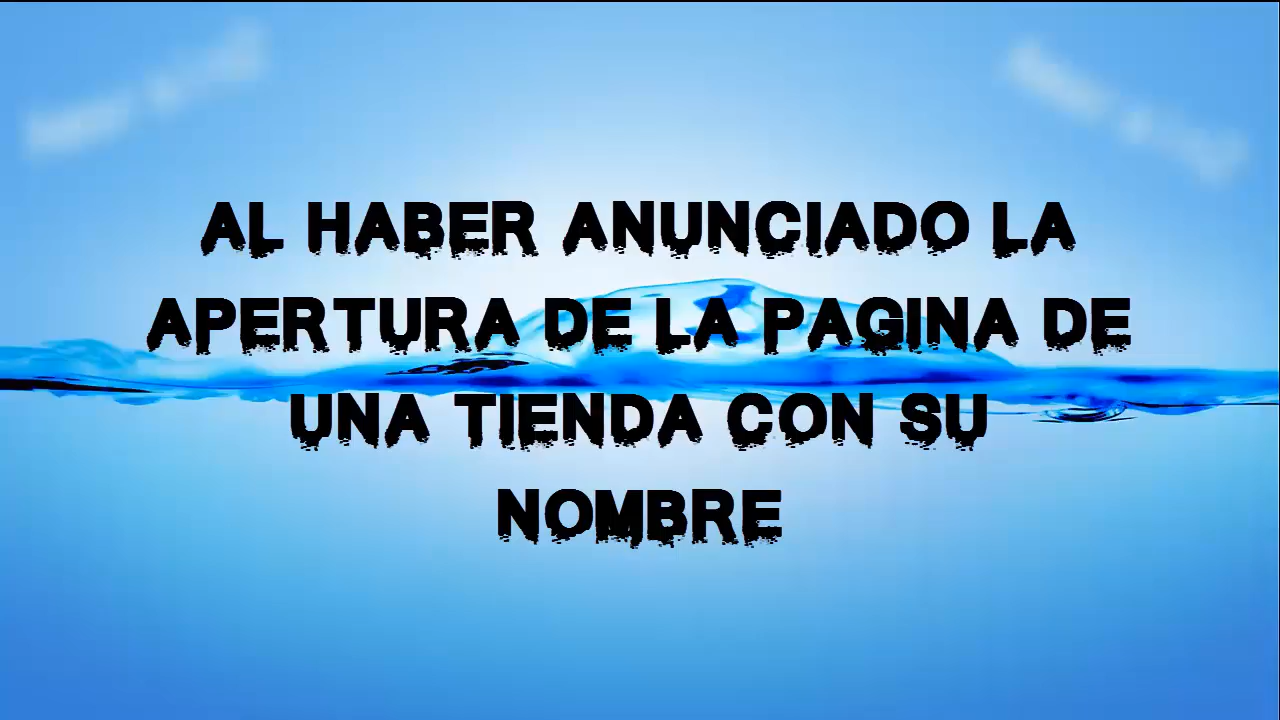 AL HABER ANUNCIADO LA
APERTURA DE LA PAGINA DE
UNA TIENDA CON SU
NOMBRE